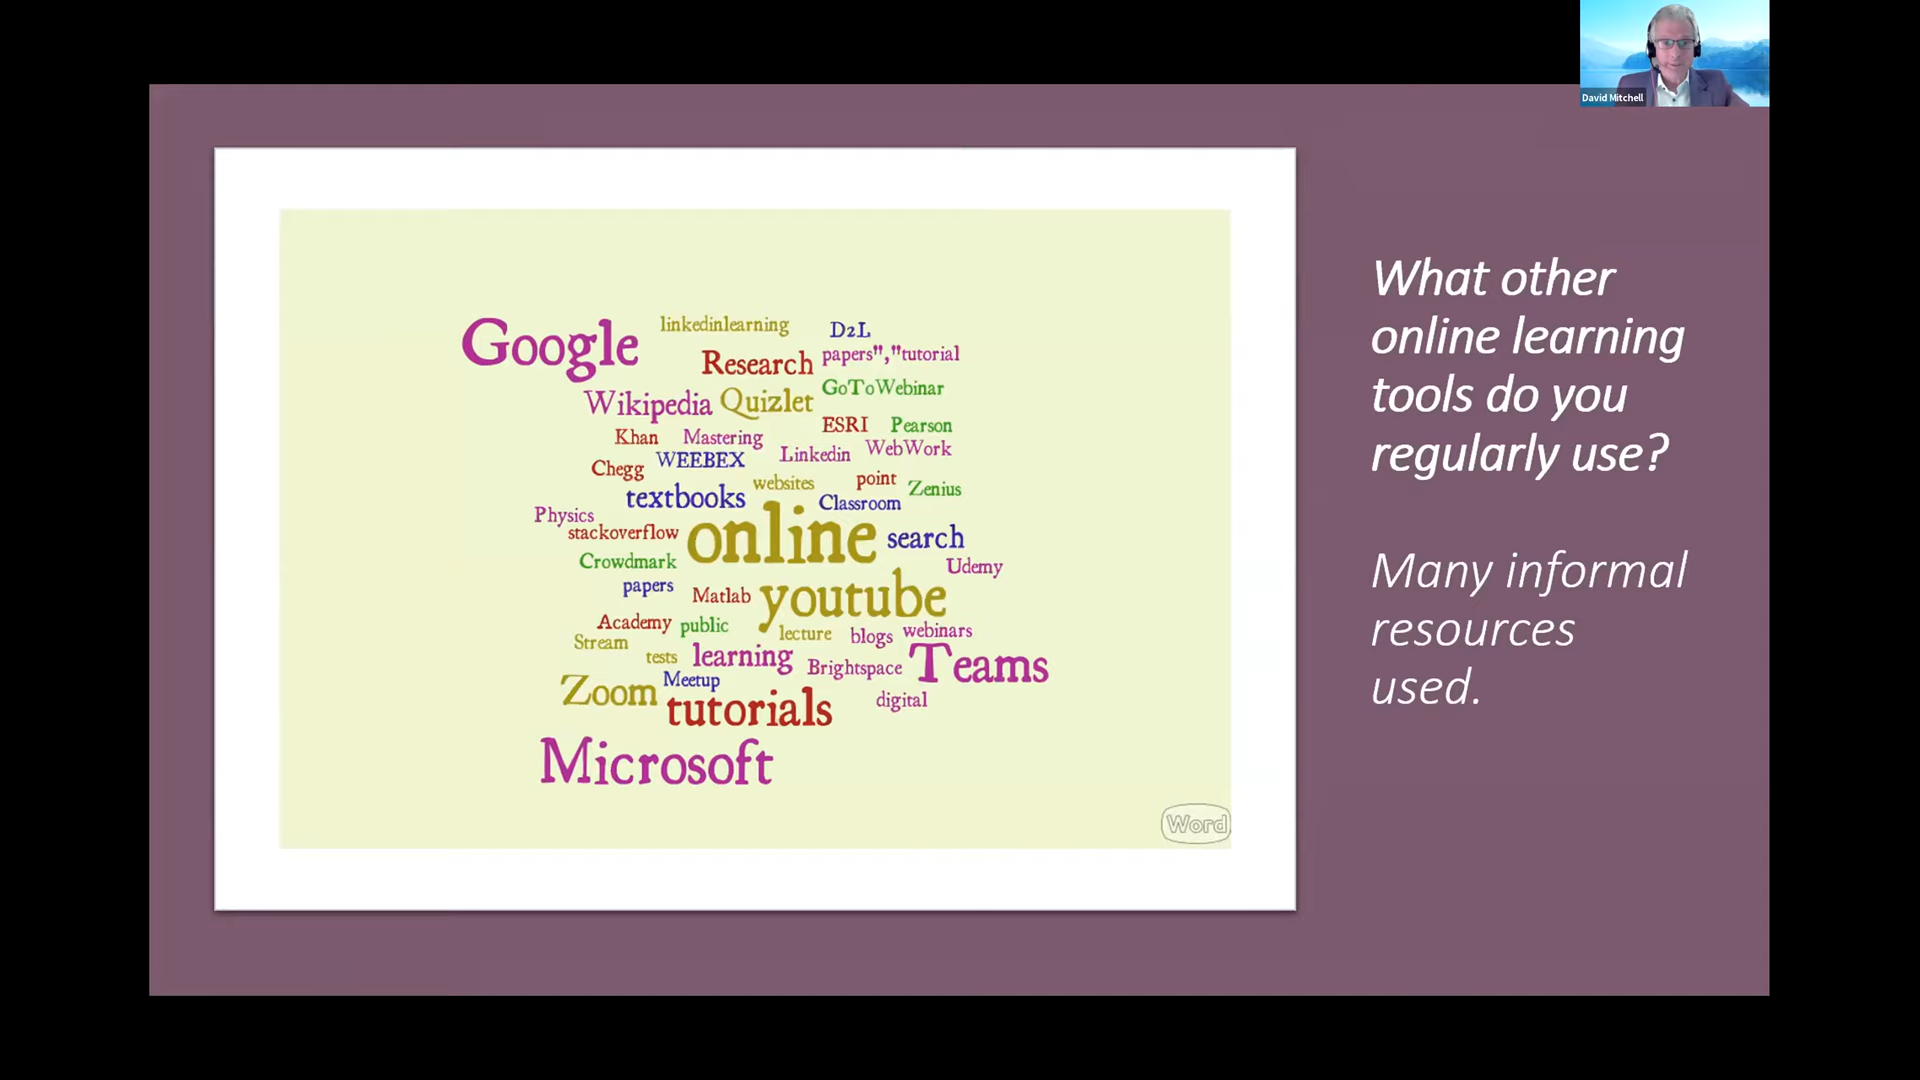 David Mitchell
Google linkedinlearning D2L
Research papers","tutorial
Wikipedia Quizlet GoToWebinar
ESRI Pearson
Khan Mastering
Linkedin WebWork
Chegg WEEBEX
websites point Zenius
textbooks Classroom
Physics
stackoverflow online search
Crowdmark Udemy
papers Matlab youtube
Academy public
Stream lecture blogs webinars
tests learning Brightspace Teams
Zoom Meetup
tutorials digital
Microsoft
Word
What other
online learning
tools do you
regularly use?
Many informal
resources
used.